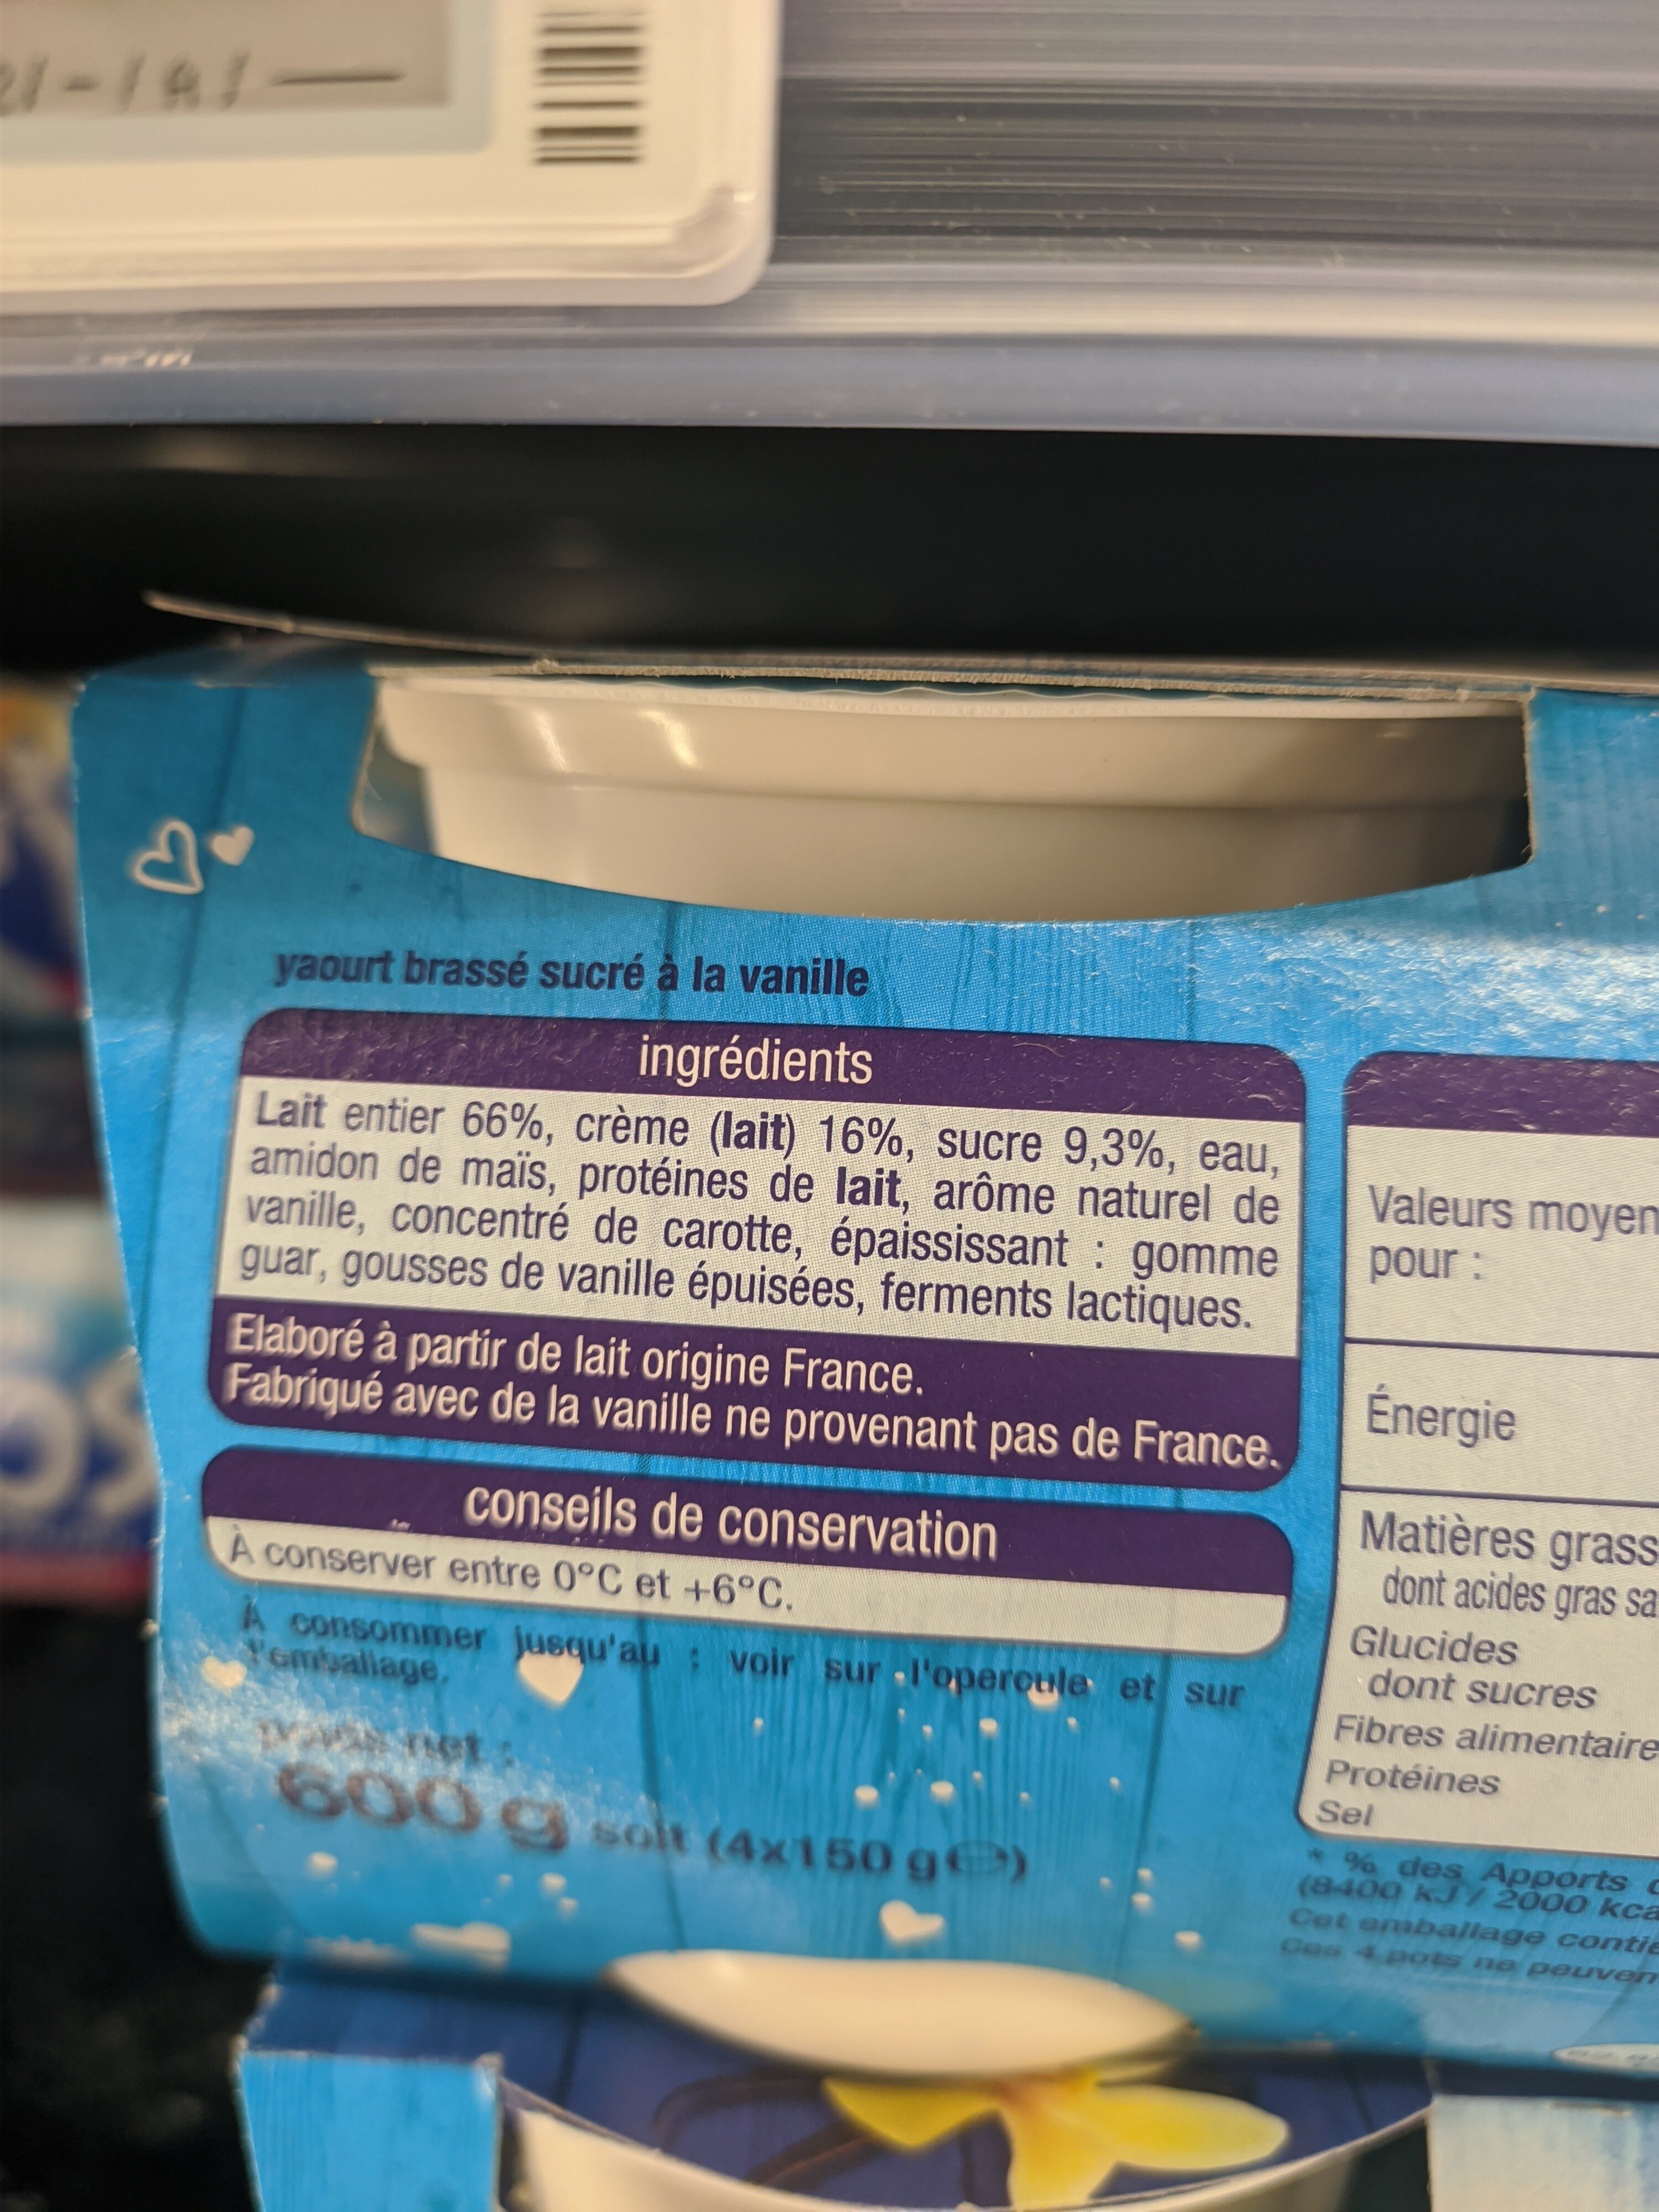 yaourt brassé sucré à la vanille
ingrédients
Lait entier 66%, crème (lait) 16%, sucre 9,3%, eau,
amidon de maïs, protéines de lait, arôme naturel de
vanille, concentré de carotte, épaississant : gomme
guar, gousses de vanille épuisées, ferments lactiques.
Elaboré à partir de lait origine France.
Fabriqué avec de la vanille ne provenant pas de France.
conseils de conservation
À conserver entre 0°C et +6°C.
À consommer jusqu'au : voir sur l'opercule et sur
l'emballage.
poids net :
600 g soit (4x150 g℮)
Valeurs moyen
pour :
Énergie
Matières grass
dont acides gras sa
Glucides
dont sucres
Fibres alimentaire
Protéines
Sel
* % des Apports
(8400 kJ / 2000 kca
Cet emballage contie
Ces 4 pots ne peuven